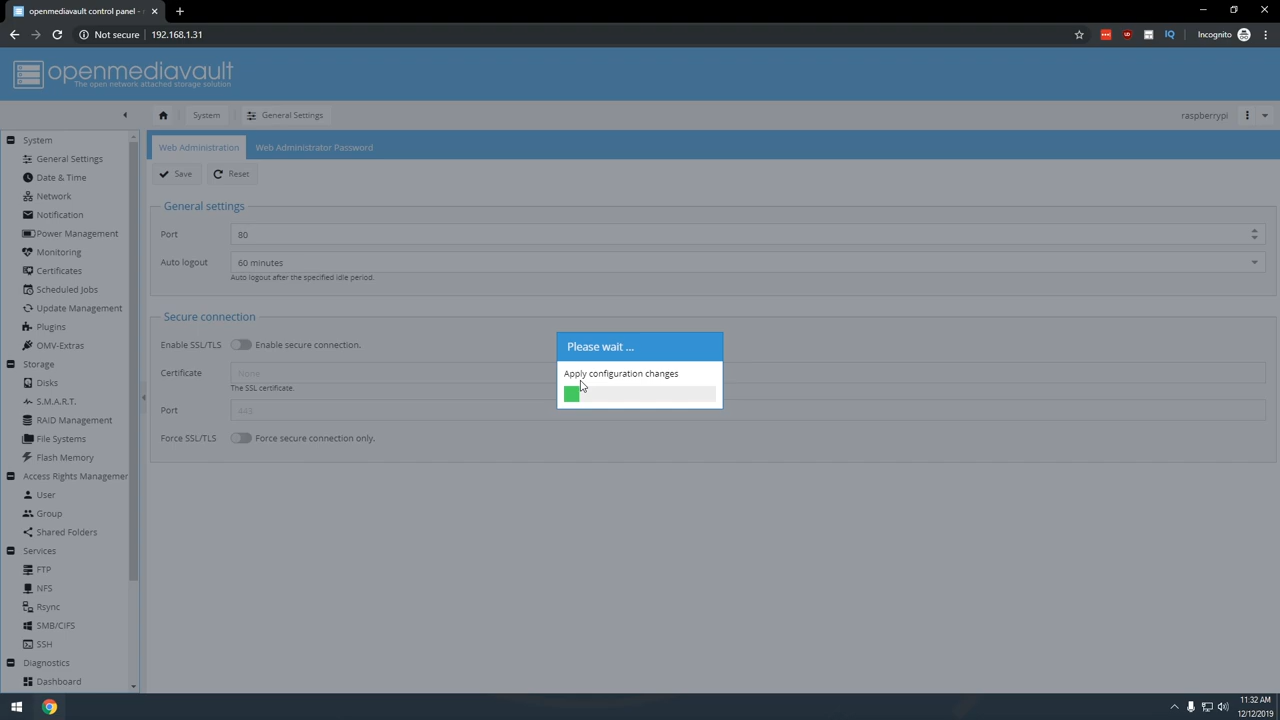 openmediavault control panel - r
Not secure
192.168.1.31
Incognito
openmediavault
The open network attached storage solution
System
General Settings
raspberrypi
System
General Settings
Date & Time
Network
Notification
Power Management
Monitoring
Certificates
Scheduled Jobs
Update Management
Plugins
OMV-Extras
Storage
Disks
S.M.A.R.T.
RAID Management
File Systems
Flash Memory
Access Rights Managemer
User
Group
Shared Folders
Services
FTP
NFS
Rsync
SMB/CIFS
SSH
Diagnostics
Dashboard
Web Administration
Web Administrator Password
Save
Reset
General settings
Port
80
Auto logout
60 minutes
Auto logout after the specified idle period.
Secure connection
Enable SSL/TLS
Enable secure connection.
Certificate
None
The SSL certificate.
Port
443
Force SSL/TLS
Force secure connection only.
Please wait ...
Apply configuration changes
11:32 AM
12/12/2019